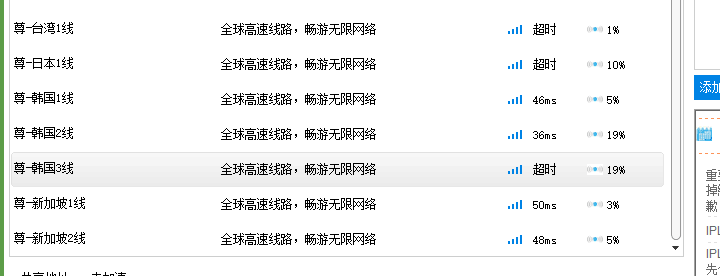 尊-台湾1线 全球高速线路，畅游无限网络 超时 1%
尊-日本1线 全球高速线路，畅游无限网络 超时 10%
尊-韩国1线 全球高速线路，畅游无限网络 46ms 5%
添加
尊-韩国2线 全球高速线路，畅游无限网络 36ms 19%
尊-韩国3线 全球高速线路，畅游无限网络 超时 19%
重要
掉线
歉
尊-新加坡1线 全球高速线路，畅游无限网络 50ms 3%
IPL
尊-新加坡2线 全球高速线路，畅游无限网络 48ms 5%
IPL